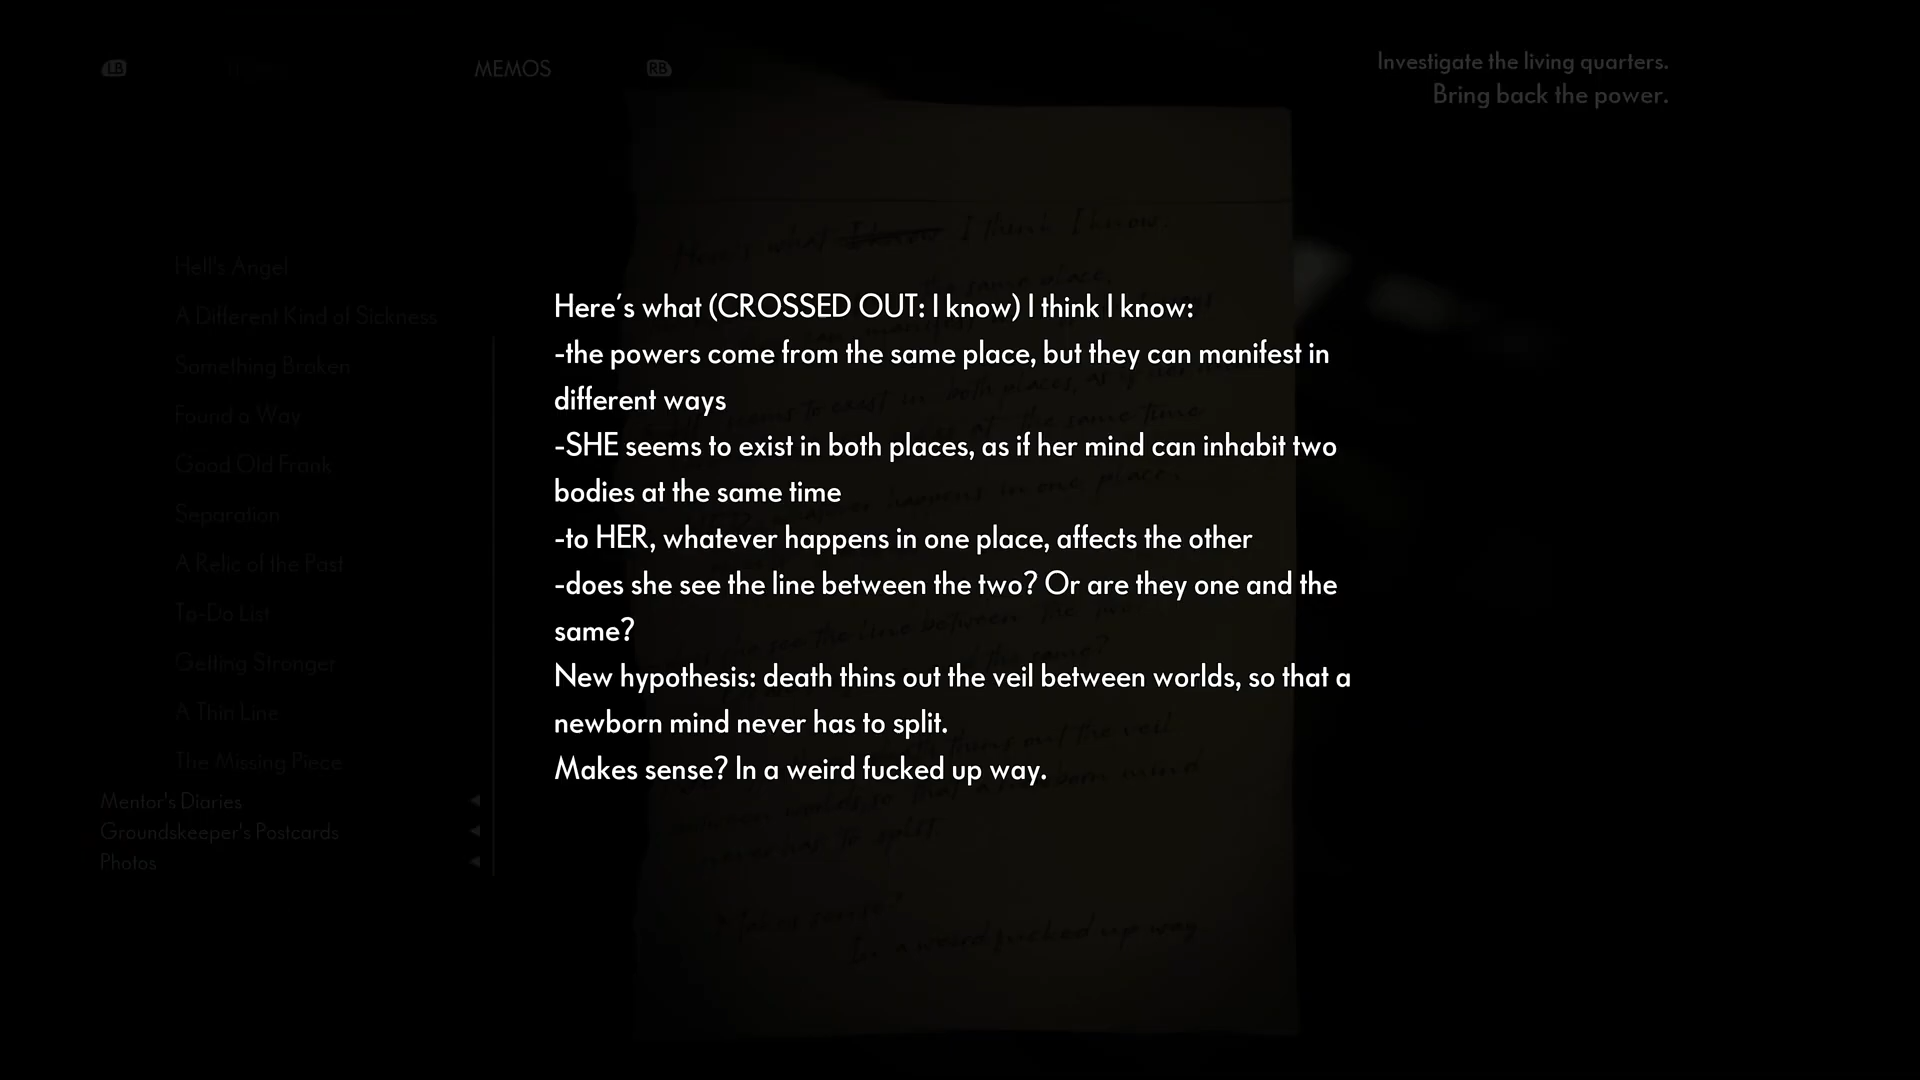 LB
MEMOS
RB
Investigate the living quarters.
Bring back the power.
Hell's Angel
A Different Kind of Sickness
Something Broken
Found a Way
Good Old Frank
Separation
A Relic of the Past
To-Do List
Getting Stronger
A Thin Line
The Missing Piece
Mentor's Diaries
Groundskeeper's Postcards
Photos
Here's what (CROSSED OUT: I know) I think I know:
-the powers come from the same place, but they can manifest in
different ways
-SHE seems to exist in both places, as if her mind can inhabit two
bodies at the same time
-to HER, whatever happens in one place, affects the other
-does she see the line between the two? Or are they one and the
same?
New hypothesis: death thins out the veil between worlds, so that a
newborn mind never has to split.
Makes sense? In a weird fucked up way.